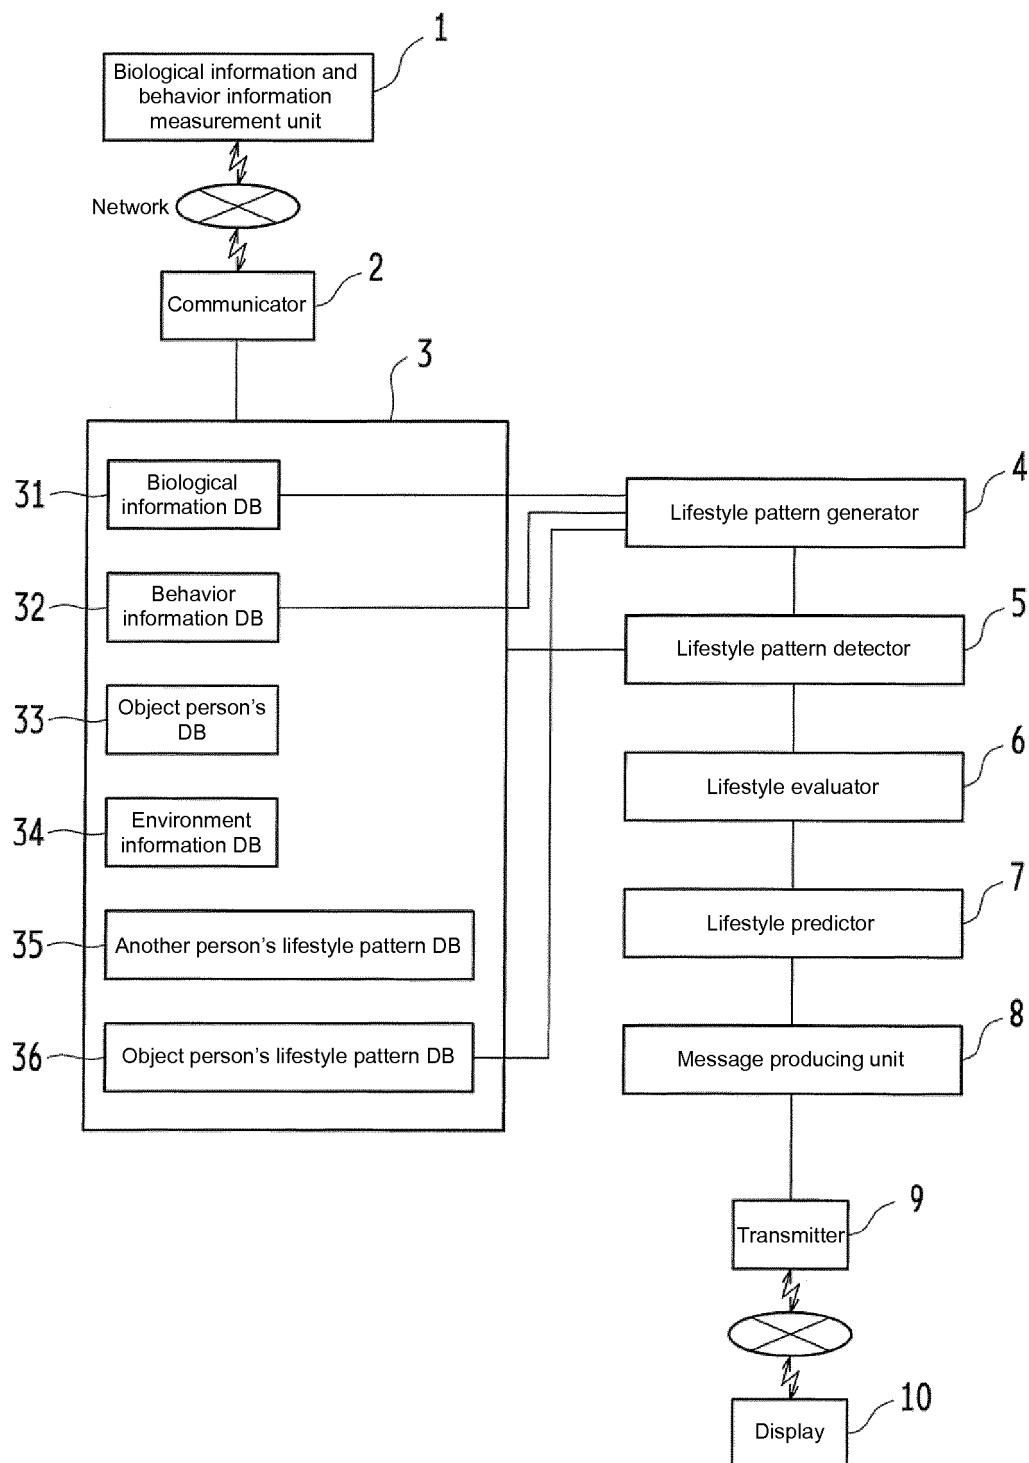 1
Biological information and
behavior information
measurement unit
Network
2
Communicator
3
31
Biological
information DB
32
Behavior
information DB
33
Object person's
DB
34
Environment
information DB
35
Another person's lifestyle pattern DB
36
Object person's lifestyle pattern DB
4
Lifestyle pattern generator
5
Lifestyle pattern detector
6
Lifestyle evaluator
7
Lifestyle predictor
8
Message producing unit
9
Transmitter
10
Display